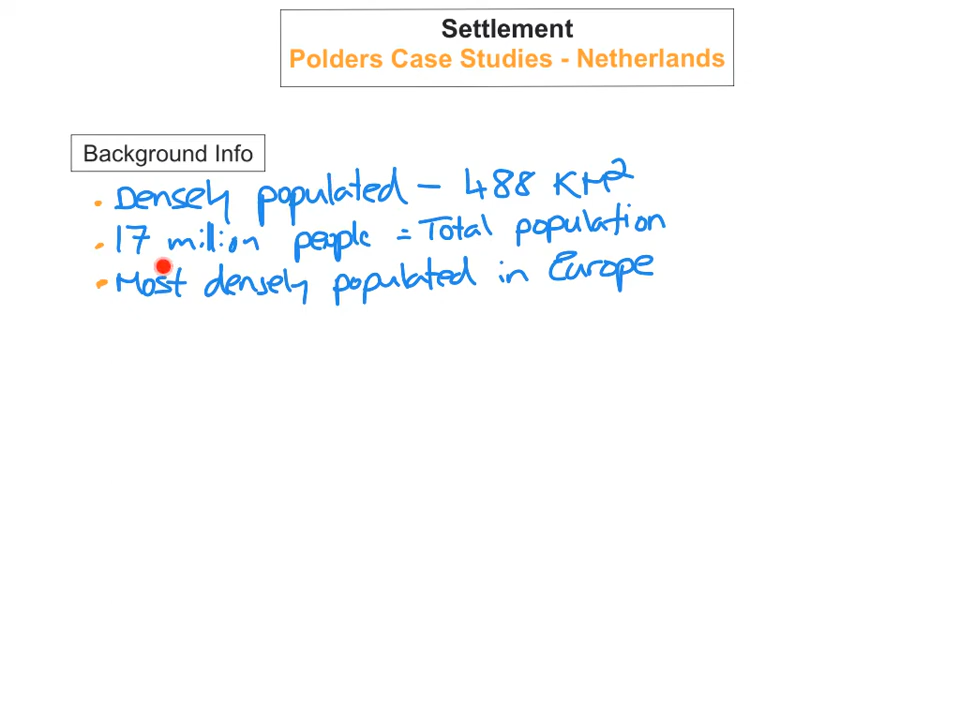 Settlement
Polders Case Studies - Netherlands
Background Info
• Densely populated – 488 KM²
• 17 million people = Total population
• Most densely populated in Europe